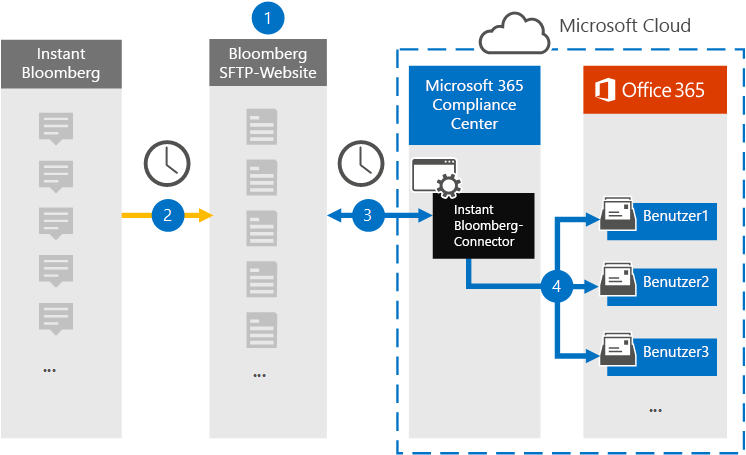 1
Microsoft Cloud
Instant
Bloomberg
Bloomberg
SFTP-Website
Microsoft 365
Compliance
Center
Office 365
2
3
Instant
Bloomberg-
Connector
4
Benutzer1
Benutzer2
Benutzer3
...
...
...